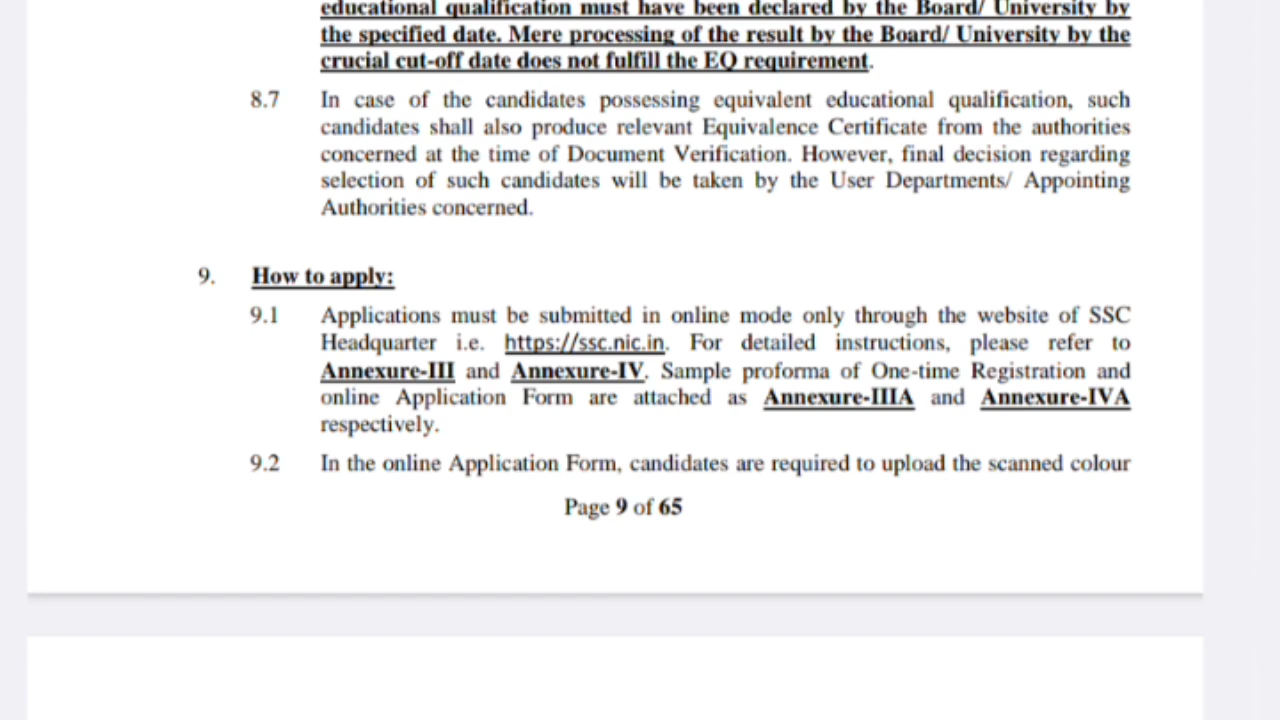 educational qualification must have been declared by the Board/ University by
the specified date. Mere processing of the result by the Board/ University by the
crucial cut-off date does not fulfill the EQ requirement.
8.7 In case of the candidates possessing equivalent educational qualification, such
candidates shall also produce relevant Equivalence Certificate from the authorities
concerned at the time of Document Verification. However, final decision regarding
selection of such candidates will be taken by the User Departments/ Appointing
Authorities concerned.
9. How to apply:
9.1 Applications must be submitted in online mode only through the website of SSC
Headquarter i.e. https://ssc.nic.in. For detailed instructions, please refer to
Annexure-III and Annexure-IV. Sample proforma of One-time Registration and
online Application Form are attached as Annexure-IIIA and Annexure-IVA
respectively.
9.2 In the online Application Form, candidates are required to upload the scanned colour
Page 9 of 65